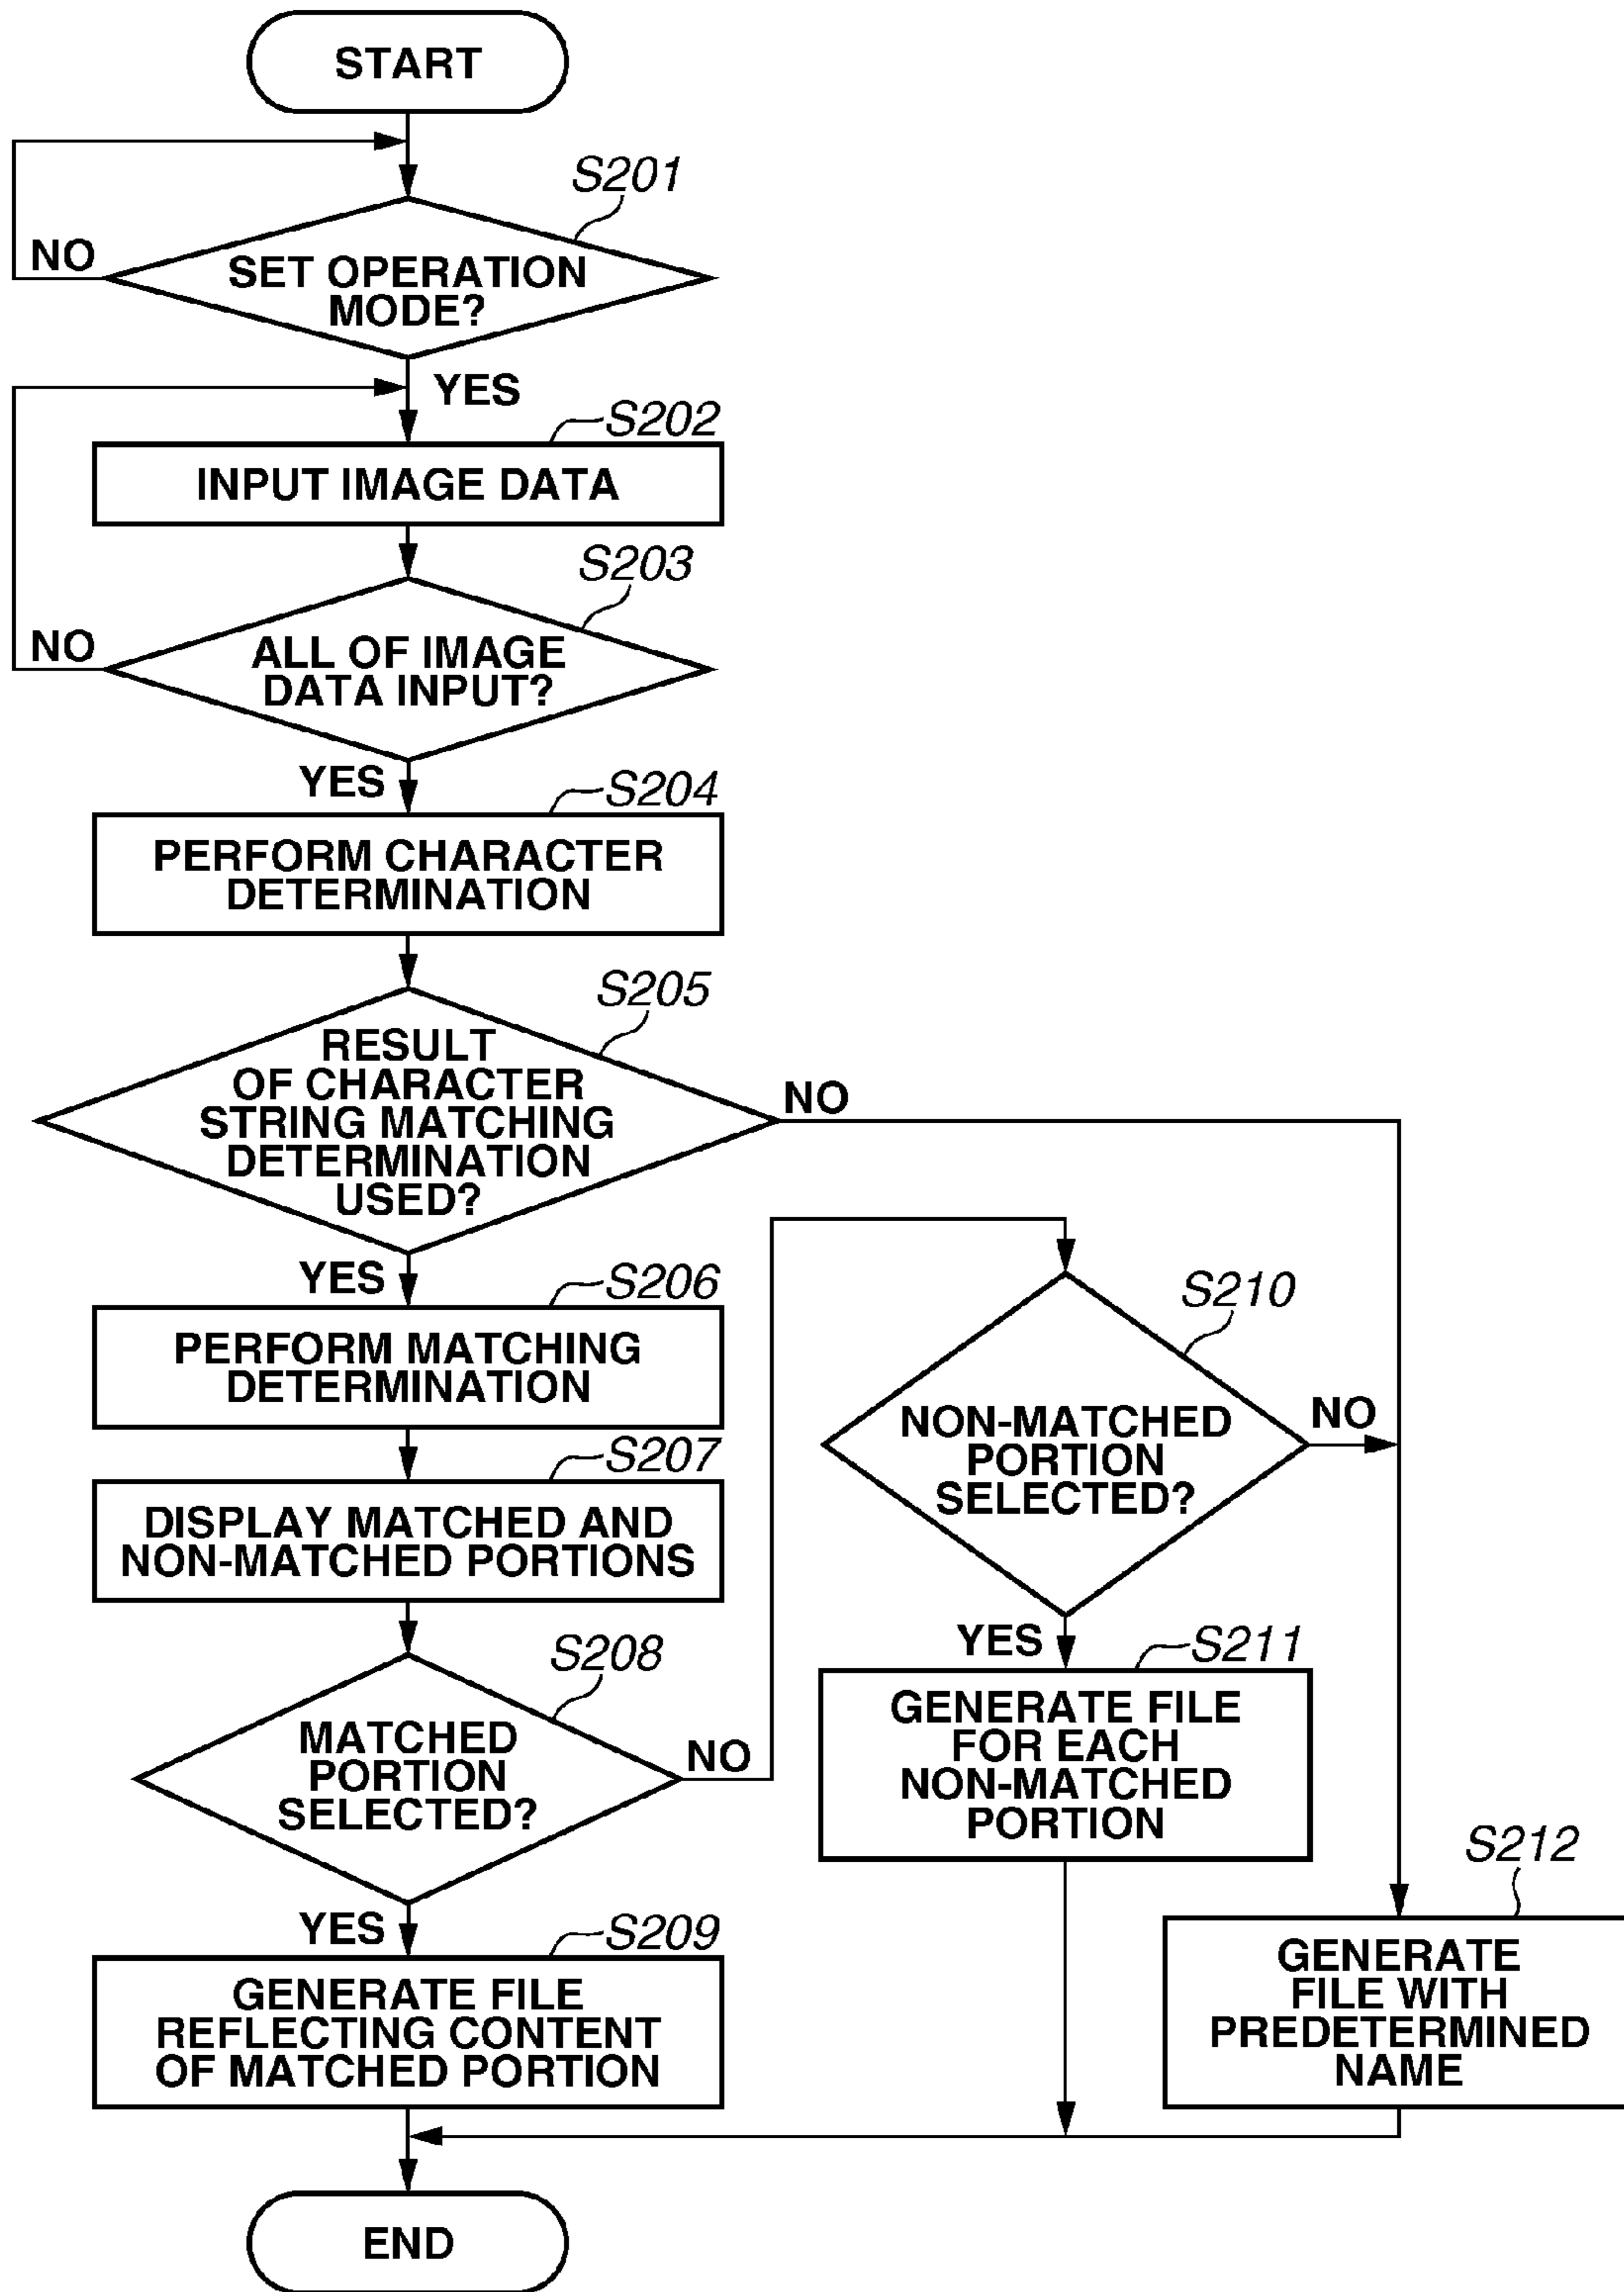 START
S201
NO
SET OPERATION
MODE?
YES
S202
INPUT IMAGE DATA
S203
NO
ALL OF IMAGE
DATA INPUT?
YES
S204
PERFORM CHARACTER
DETERMINATION
S205
RESULT
OF CHARACTER
STRING MATCHING
DETERMINATION
USED?
NO
YES
S206
PERFORM MATCHING
DETERMINATION
S207
DISPLAY MATCHED AND
NON-MATCHED PORTIONS
S208
MATCHED
PORTION
SELECTED?
NO
YES
S209
GENERATE FILE
REFLECTING CONTENT
OF MATCHED PORTION
S210
NON-MATCHED
PORTION
SELECTED?
NO
YES
S211
GENERATE FILE
FOR EACH
NON-MATCHED
PORTION
S212
GENERATE
FILE WITH
PREDETERMINED
NAME
END